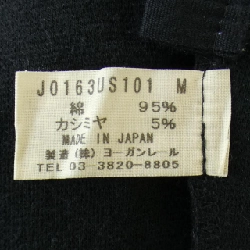 J0163US101 M
綿 95%
カシミヤ 5%
MADE IN JAPAN
製造 (株) ヨーガンレール
TEL 03-3820-8805